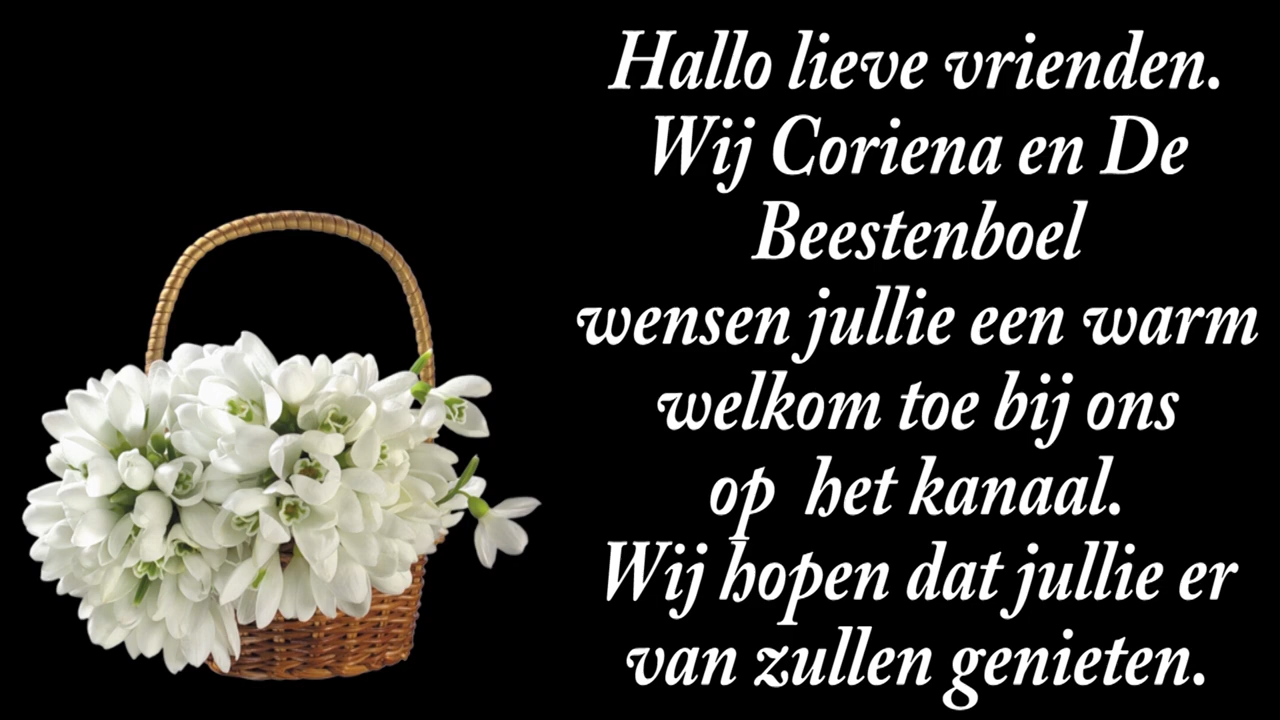 Hallo lieve vrienden.
Wij Coriena en De
Beestenboel
wensen jullie een warm
welkom toe bij ons
op het kanaal.
Wij hopen dat jullie er
van zullen genieten.